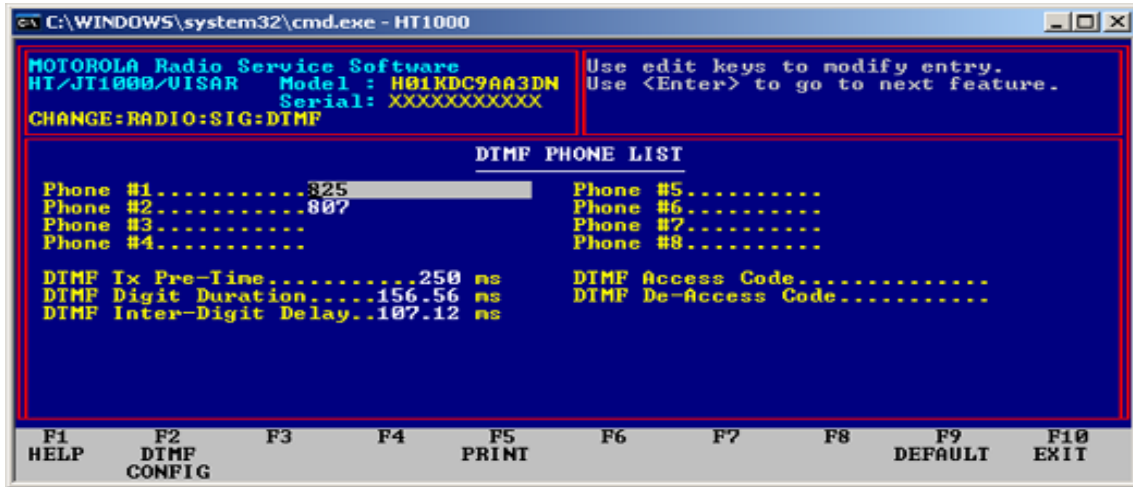 C:\WINDOWS\system32\cmd.exe - HT1000
MOTOROLA Radio Service Software
HT/JT1000/VISAR Model : H01KDC9AA3DN
Serial: XXXXXXXXXXX
CHANGE:RADIO:SIG:DTMF
Use edit keys to modify entry.
Use <Enter> to go to next feature.
DTMF PHONE LIST
Phone #1...........825
Phone #2...........807
Phone #3...........
Phone #4...........
Phone #5..........
Phone #6..........
Phone #7..........
Phone #8..........
DTMF Tx Pre-Time...........250 ms
DTMF Digit Duration.....156.56 ms
DTMF Inter-Digit Delay..107.12 ms
DTMF Access Code..............
DTMF De-Access Code...........
F1 F2 F3 F4 F5 F6 F7 F8 F9 F10
HELP DTMF PRINT DEFAULT EXIT
CONFIG